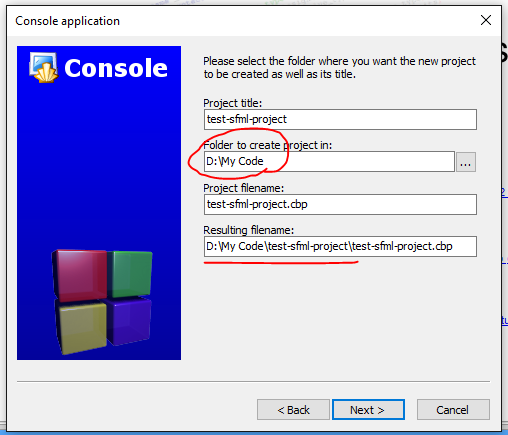 Console application
Console
Please select the folder where you want the new project
to be created as well as its title.
Project title:
test-sfml-project
Folder to create project in:
D:\My Code
...
Project filename:
test-sfml-project.cbp
Resulting filename:
D:\My Code\test-sfml-project\test-sfml-project.cbp
< Back
Next >
Cancel